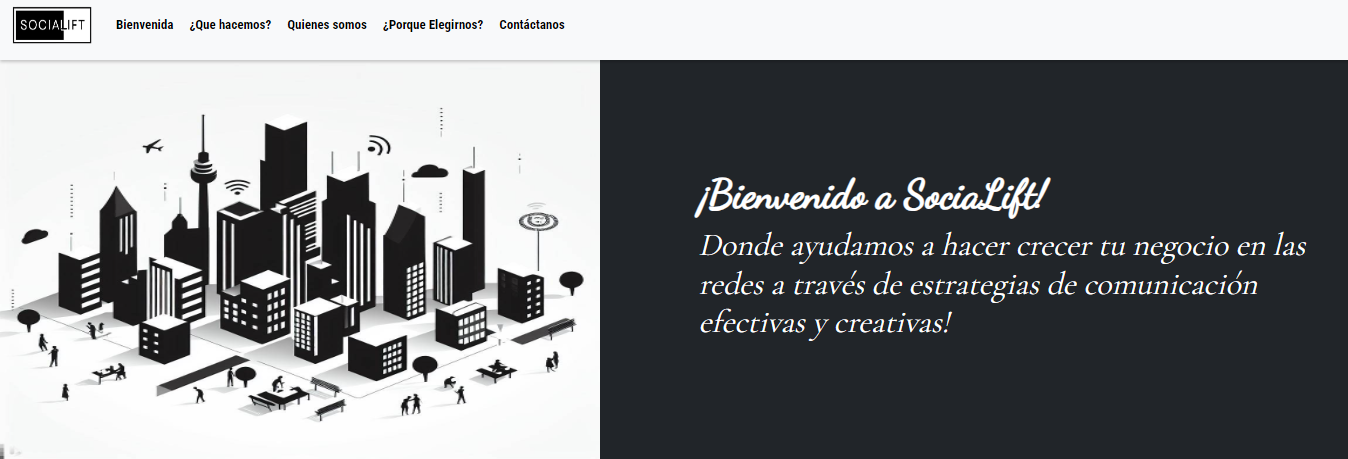 SOCIALIFT
Bienvenida ¿Que hacemos? Quienes somos ¿Porque Elegirnos? Contáctanos
¡Bienvenido a SociaLift!
Donde ayudamos a hacer crecer tu negocio en las
redes a través de estrategias de comunicación
efectivas y creativas!